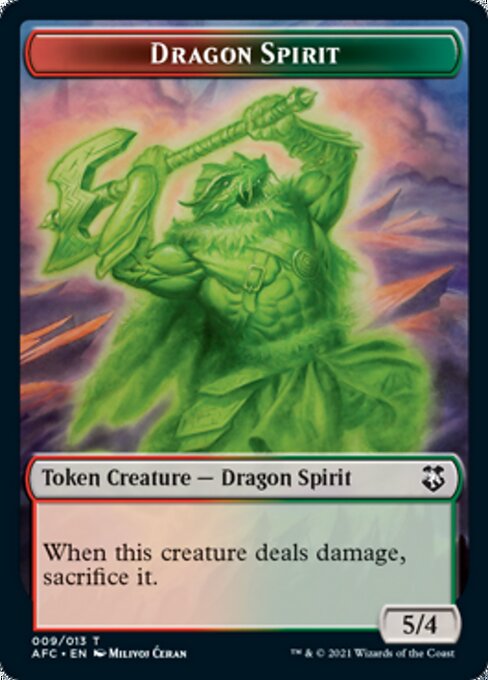 Dragon Spirit
Token Creature — Dragon Spirit
When this creature deals damage,
sacrifice it.
5/4
009/013 T
AFC • EN Milivoj Ćeran
™ & © 2021 Wizards of the Coast